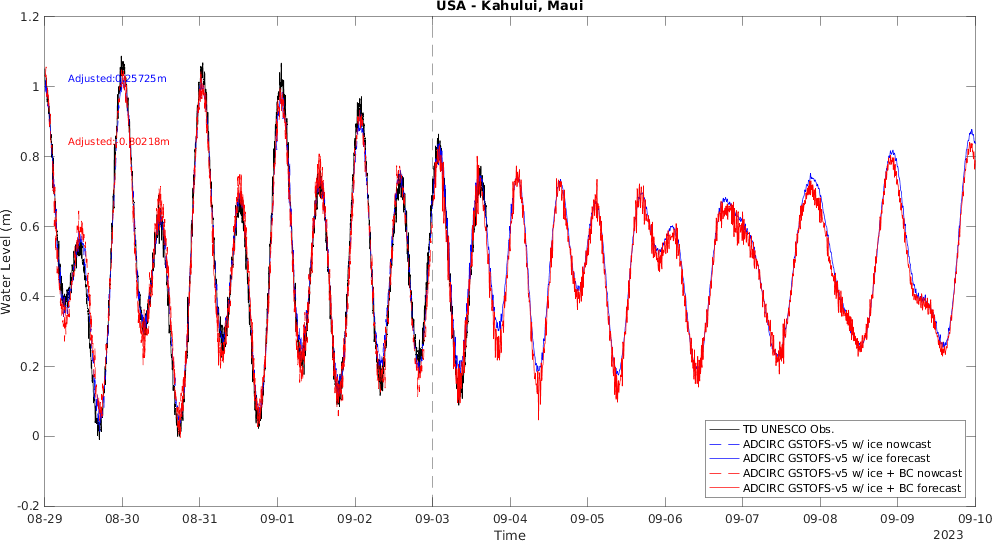 USA - Kahului, Maui
1.2
1
0.8
0.6
0.4
0.2
0
-0.2
Water Level (m)
Adjusted:0.25725m
Adjusted:-0.30218m
TD UNESCO Obs.
ADCIRC GSTOFS-v5 w/ ice nowcast
ADCIRC GSTOFS-v5 w/ ice forecast
ADCIRC GSTOFS-v5 w/ ice + BC nowcast
ADCIRC GSTOFS-v5 w/ ice + BC forecast
08-29 08-30 08-31 09-01 09-02 09-03 09-04 09-05 09-06 09-07 09-08 09-09 09-10
Time
2023